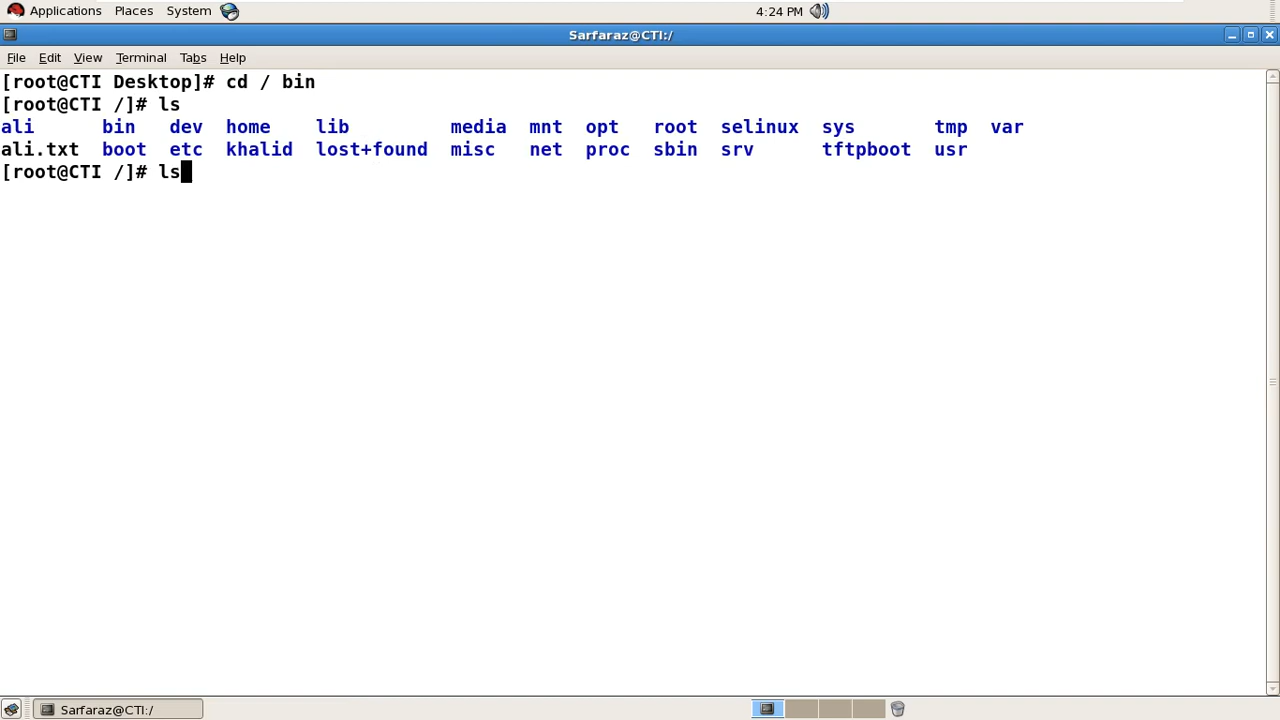 Applications Places System 4:24 PM
Sarfaraz@CTI:/
File Edit View Terminal Tabs Help
[root@CTI Desktop]# cd / bin
[root@CTI /]# ls
ali bin dev home lib media mnt opt root selinux sys tmp var
ali.txt boot etc khalid lost+found misc net proc sbin srv tftpboot usr
[root@CTI /]# ls
Sarfaraz@CTI:/